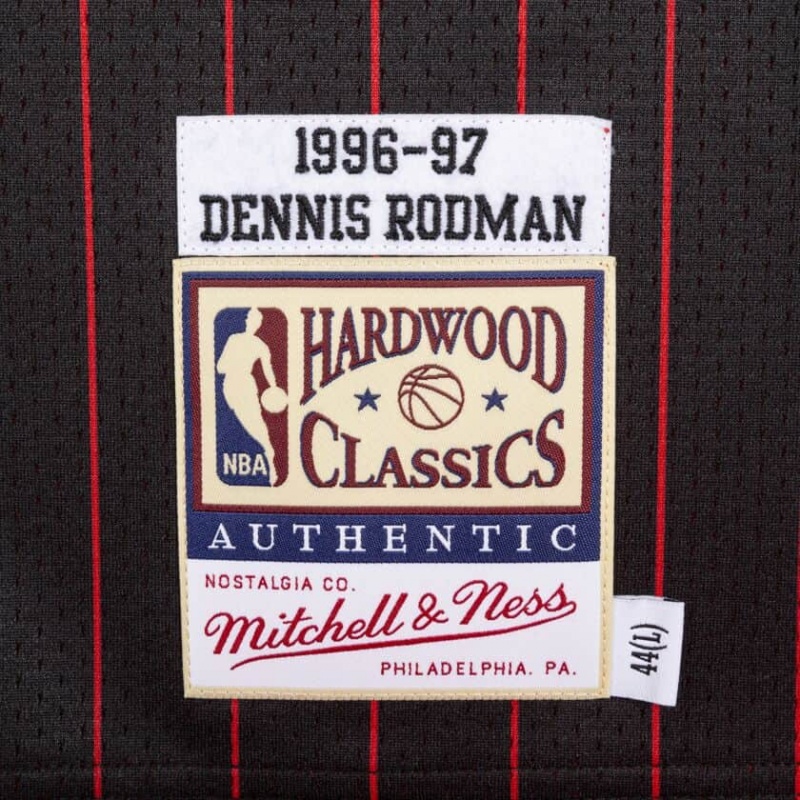 1996-97
DENNIS RODMAN
HARDWOOD
CLASSICS
NBA
AUTHENTIC
NOSTALGIA CO.
Mitchell & Ness
PHILADELPHIA. PA.
44(L)